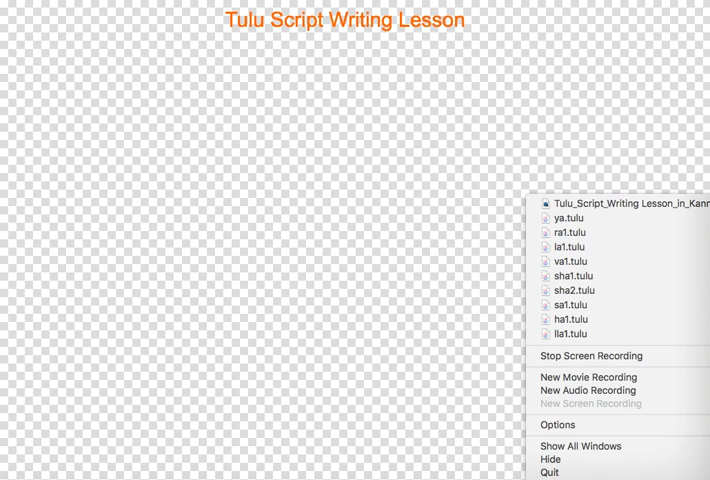 Tulu Script Writing Lesson
Tulu_Script_Writing Lesson_in_Kann
ya.tulu
ra1.tulu
la1.tulu
va1.tulu
sha1.tulu
sha2.tulu
sa1.tulu
ha1.tulu
lla1.tulu
Stop Screen Recording
New Movie Recording
New Audio Recording
New Screen Recording
Options
Show All Windows
Hide
Quit